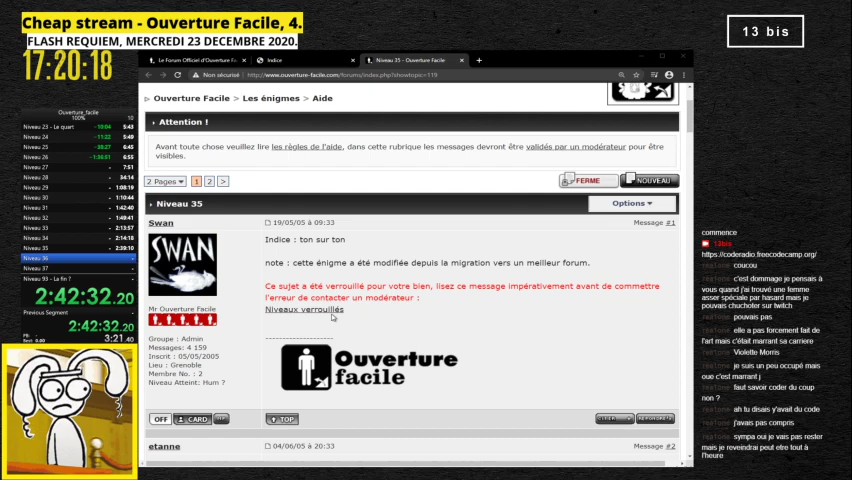 Cheap stream - Ouverture Facile, 4.
FLASH REQUIEM, MERCREDI 23 DECEMBRE 2020.
17:20:18
13 bis
Ouverture_facile
100% 10
Niveau 23 - Le quart -10:04 5:43
Niveau 24 -11:22 5:49
Niveau 25 6:45
Niveau 26 6:55
Niveau 27 - 7:51
Niveau 28 - 34:14
Niveau 29 - 1:08:19
Niveau 30 - 1:10:44
Niveau 31 - 1:42:40
Niveau 32 - 1:49:41
Niveau 33 - 2:13:57
Niveau 34 - 2:14:18
Niveau 35 - 2:39:10
Niveau 36 -
Niveau 37 -
Niveau 93 - La fin ? -
2:42:32.20
Previous Segment -
2:42:32.20
PB: -
Best: 0.00 3:21.40
Le Forum Officiel d'Ouverture Fa
Indice
Niveau 35 - Ouverture Facile
Non sécurisé | http://www.ouverture-facile.com/forums/index.php?showtopic=119
Ouverture Facile > Les énigmes > Aide
Attention !
Avant toute chose veuillez lire les règles de l'aide, dans cette rubrique les messages devront être validés par un modérateur pour être
visibles.
2 Pages 1 2 >
FERME
NOUVEAU
Niveau 35
Options
Swan
19/05/05 à 09:33
Message #1
SWAN
Mr Ouverture Facile
Groupe : Admin
Messages: 4 159
Inscrit : 05/05/2005
Lieu : Grenoble
Membre No. : 2
Niveau Atteint: Hum ?
Indice : ton sur ton
note : cette énigme a été modifiée depuis la migration vers un meilleur forum.
Ce sujet a été verrouillé pour votre bien, lisez ce message impérativement avant de commettre
l'erreur de contacter un modérateur :
Niveaux verrouillés
--------------------
Ouverture
facile
OFF
CARD
TOP
etanne
04/06/05 à 20:33
Message #2
commence
13bis
https://coderadio.freecodecamp.org/
coucou
c'est dommage je pensais à
vous quand j'ai trouvé une femme
asser spéciale par hasard mais je
pouvais chuchoter sur twitch
pouvais pas
elle a pas forcement fait de
l'art mais c'était marrant sa carriere
Violette Morris
je suis un peu occupé mais
oue c'est marrant j
faut savoir coder du coup
non ?
ah tu disais y'avait du code
j'avais pas compris
sympa oui je vais pas rester
mais je reveindrai peut etre tout à
l'heure